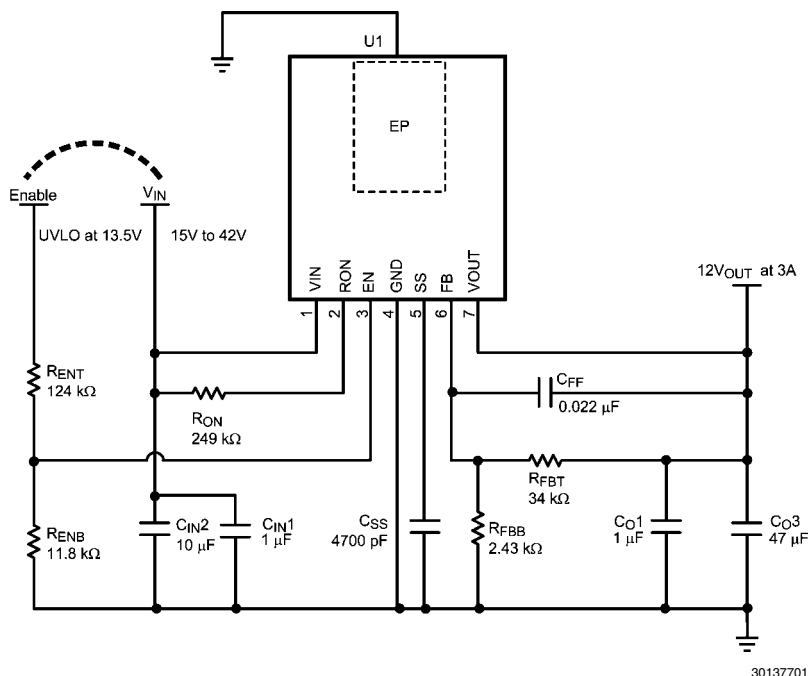 U1
EP
Enable
VIN
UVLO at 13.5V
15V to 42V
VIN
RON
EN
GND
SS
FB
VOUT
1
2
3
4
5
6
7
12VOUT at 3A
RENT
124 kΩ
RON
249 kΩ
CFF
0.022 μF
RFBT
34 kΩ
RENB
11.8 kΩ
CIN2
10 μF
CIN1
1 μF
CSS
4700 pF
RFBB
2.43 kΩ
CO1
1 μF
CO3
47 μF
30137701